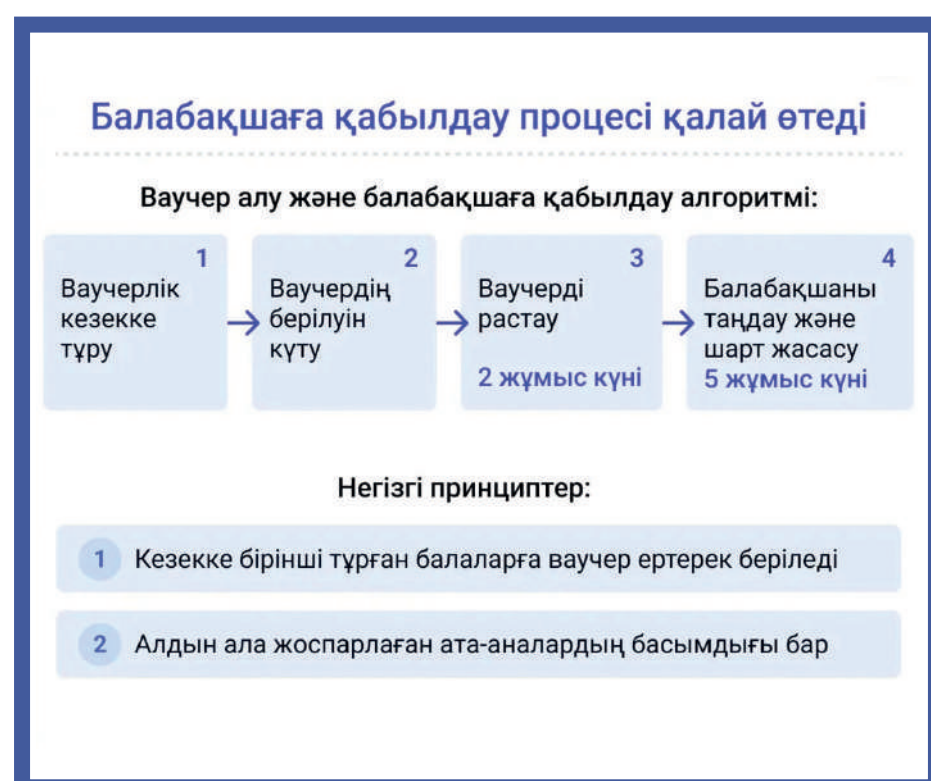 Балабақшаға қабылдау процесі қалай өтеді
Ваучер алу және балабақшаға қабылдау алгоритмі:
1
Ваучерлік
кезекке
тұру
2
Ваучердің
берілуін
күту
3
Ваучерді
растау
2 жұмыс күні
4
Балабақшаны
таңдау және
шарт жасасу
5 жұмыс күні
Негізгі принциптер:
1 Кезекке бірінші тұрған балаларға ваучер ертерек беріледі
2 Алдын ала жоспарлаған ата-аналардың басымдығы бар